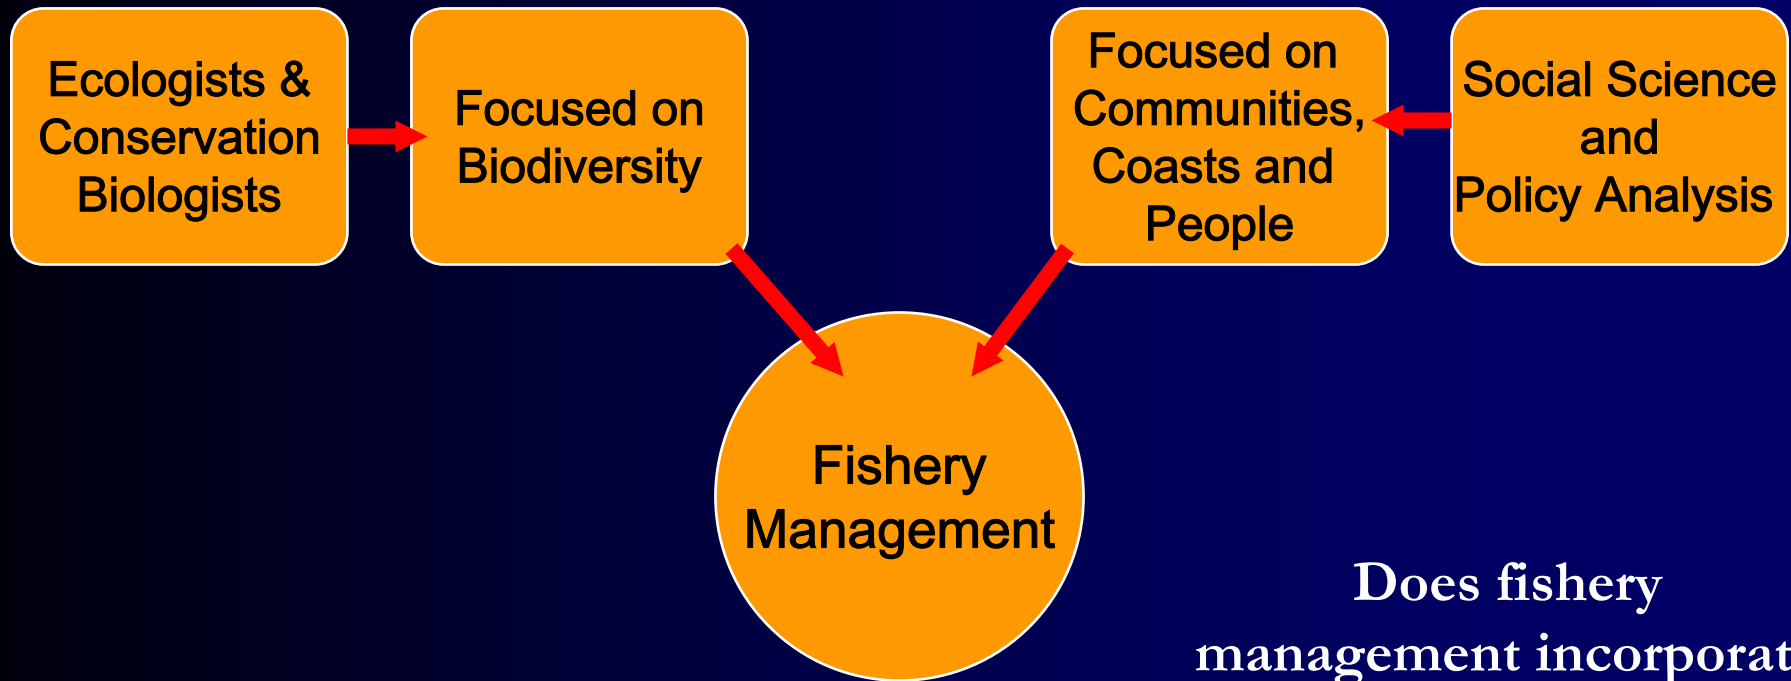 Ecologists &
Conservation
Biologists
Focused on
Biodiversity
Focused on
Communities,
Coasts and
People
Social Science
and
Policy Analysis
Fishery
Management
Does fishery
management incorporat